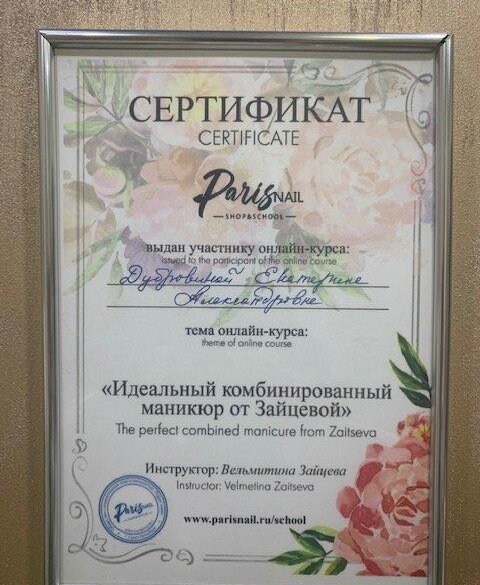 СЕРТИФИКАТ
CERTIFICATE
Paris NAIL
SHOP&SCHOOL
выдан участнику онлайн-курса:
issued to the participant of the online course
Дубровиной Екатерине
Александровне
тема онлайн-курса:
theme of online course
«Идеальный комбинированный
маникюр от Зайцевой»
The perfect combined manicure from Zaitseva
Инструктор: Вельмитина Зайцева
Instructor: Velmetina Zaitseva
Paris NAIL
www.parisnail.ru/school